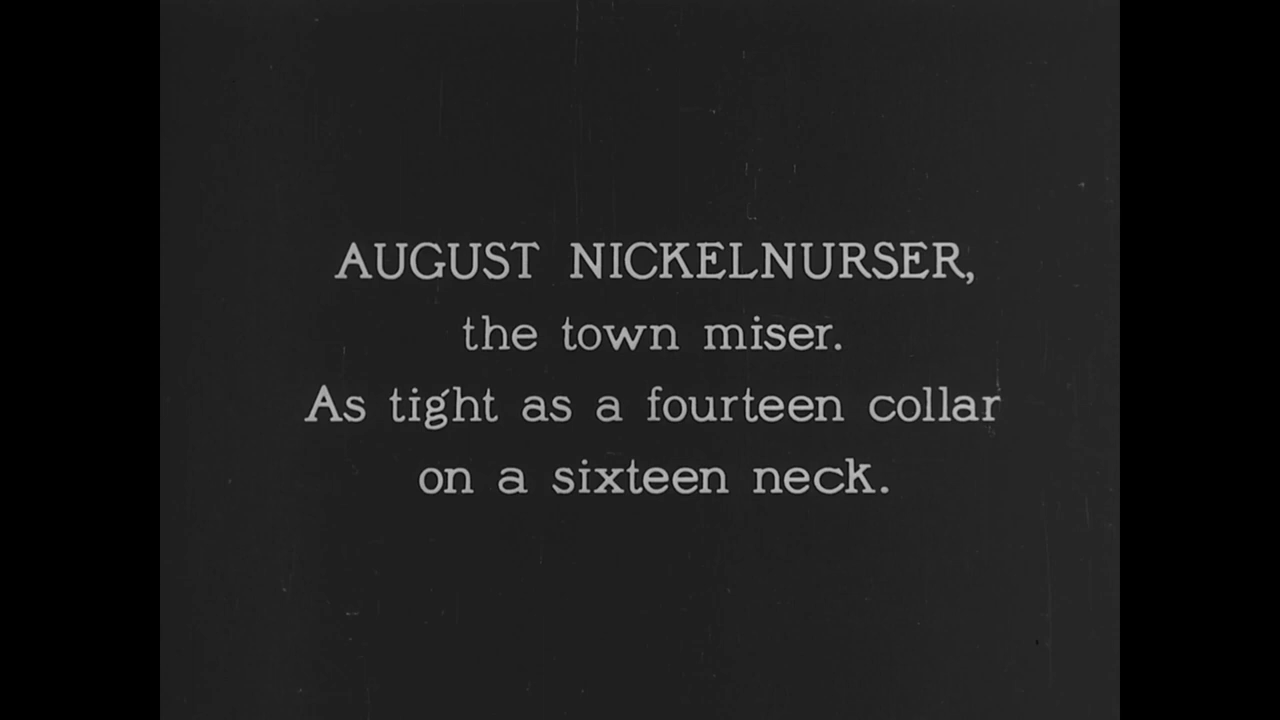 AUGUST NICKELNURSER,
the town miser.
As tight as a fourteen collar
on a sixteen neck.